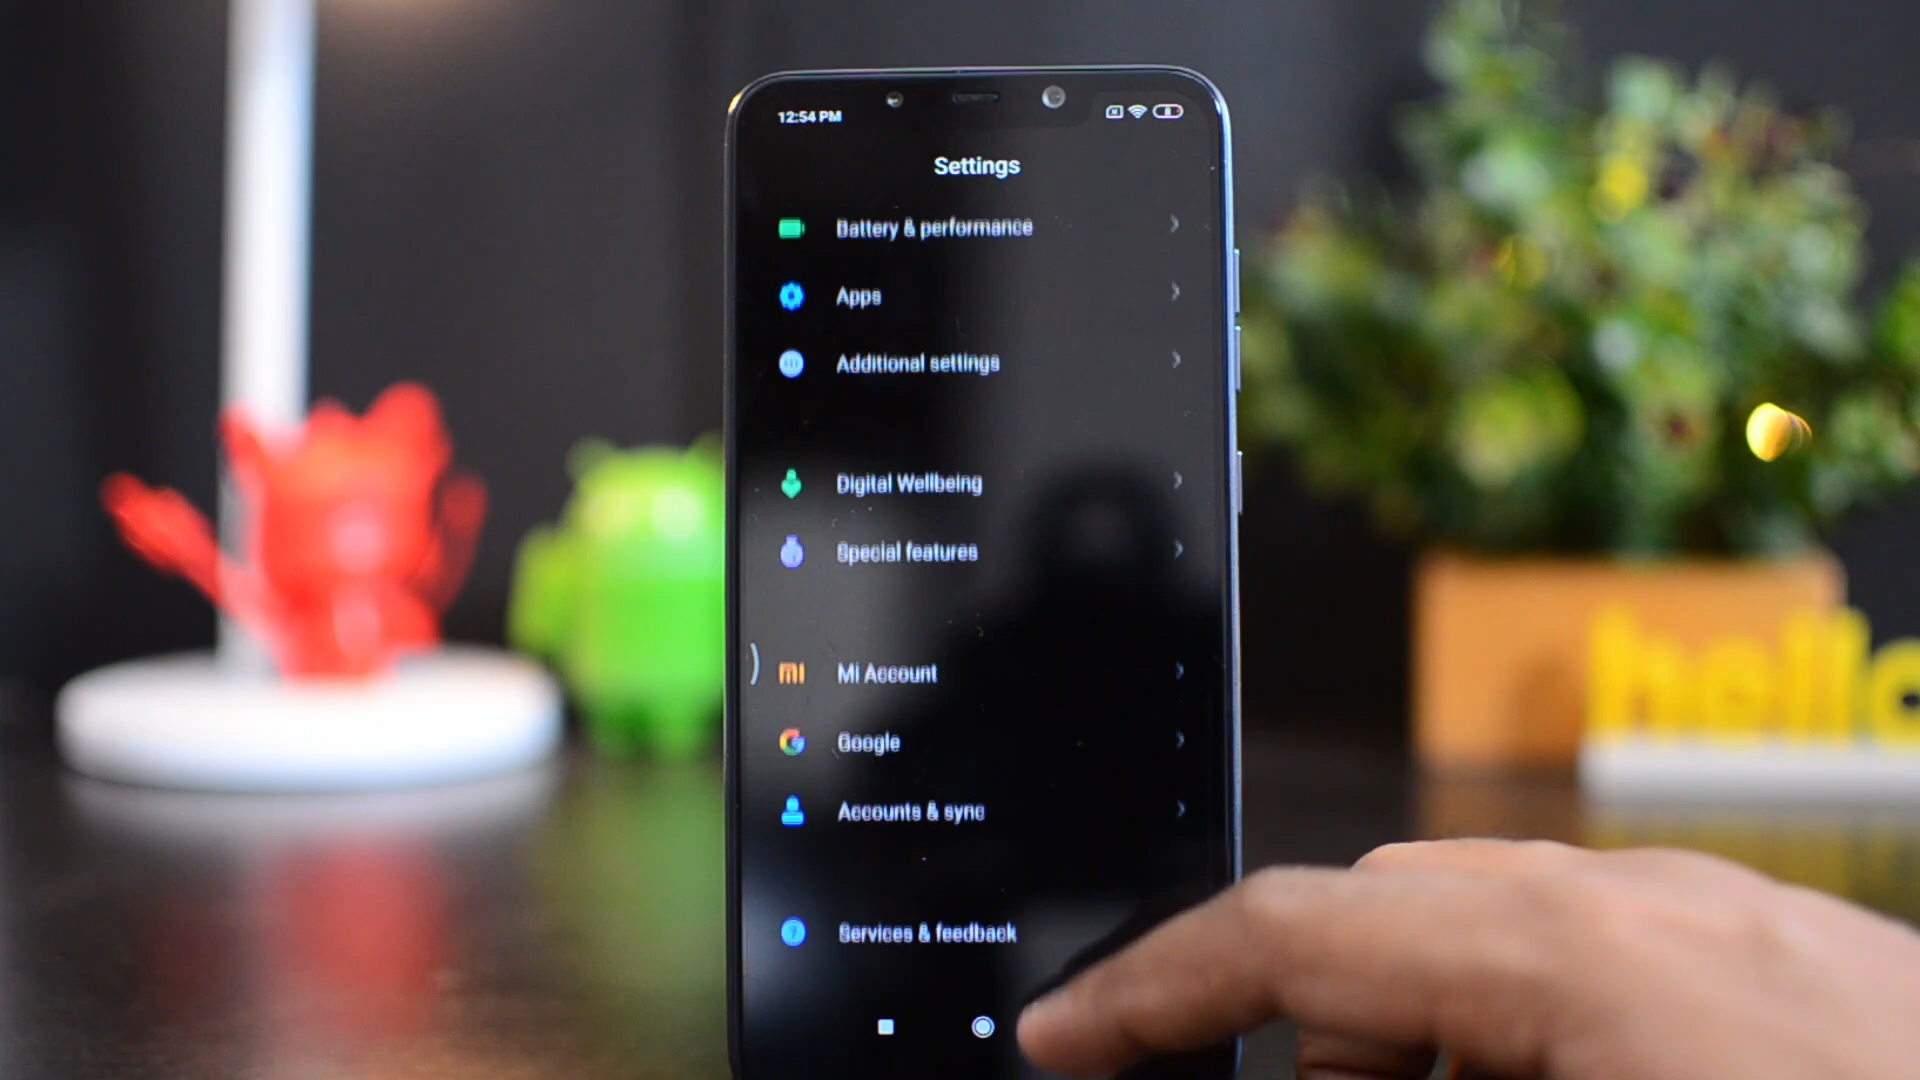 12:54 PM
Settings
Battery & performance
Apps
Additional settings
Digital Wellbeing
Special features
Mi Account
Google
Accounts & sync
Services & feedback
hello